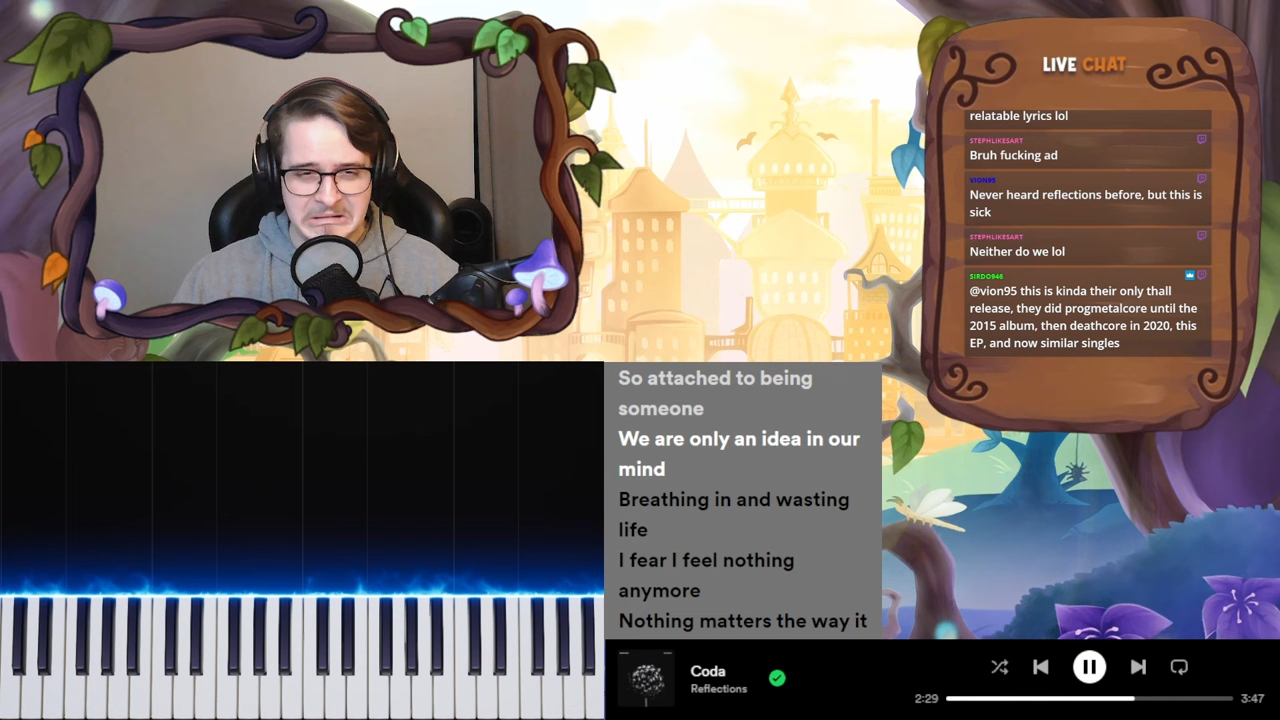 LIVE CHAT
relatable lyrics lol
STEPHLIKESART
Bruh fucking ad
VION95
Never heard reflections before, but this is
sick
STEPHLIKESART
Neither do we lol
SIRDO946
@vion95 this is kinda their only thall
release, they did progmetalcore until the
2015 album, then deathcore in 2020, this
EP, and now similar singles
So attached to being
someone
We are only an idea in our
mind
Breathing in and wasting
life
I fear I feel nothing
anymore
Nothing matters the way it
Coda
Reflections
2:29
3:47